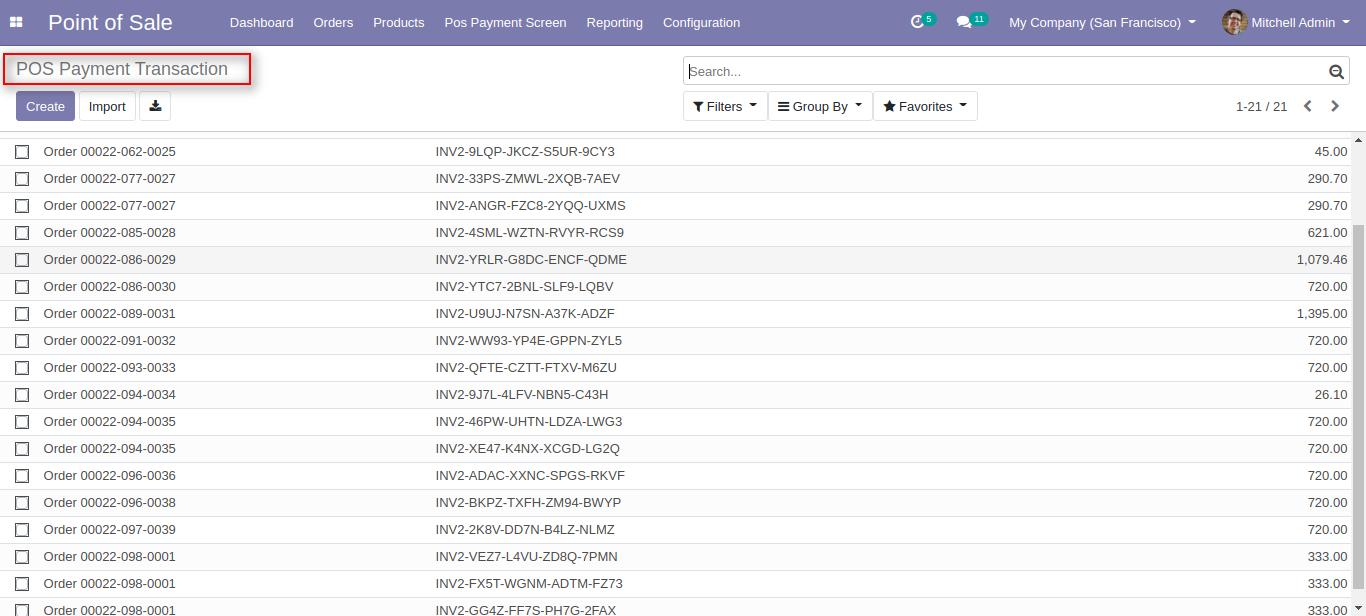 Point of Sale Dashboard Orders Products Pos Payment Screen Reporting Configuration 5 11 My Company (San Francisco) Mitchell Admin
POS Payment Transaction Search...
Create Import Filters Group By Favorites 1-21 / 21
Order 00022-062-0025 INV2-9LQP-JKCZ-S5UR-9CY3 45.00
Order 00022-077-0027 INV2-33PS-ZMWL-2XQB-7AEV 290.70
Order 00022-077-0027 INV2-ANGR-FZC8-2YQQ-UXMS 290.70
Order 00022-085-0028 INV2-4SML-WZTN-RVYR-RCS9 621.00
Order 00022-086-0029 INV2-YRLR-G8DC-ENCF-QDME 1,079.46
Order 00022-086-0030 INV2-YTC7-2BNL-SLF9-LQBV 720.00
Order 00022-089-0031 INV2-U9UJ-N7SN-A37K-ADZF 1,395.00
Order 00022-091-0032 INV2-WW93-YP4E-GPPN-ZYL5 720.00
Order 00022-093-0033 INV2-QFTE-CZTT-FTXV-M6ZU 720.00
Order 00022-094-0034 INV2-9J7L-4LFV-NBN5-C43H 26.10
Order 00022-094-0035 INV2-46PW-UHTN-LDZA-LWG3 720.00
Order 00022-094-0035 INV2-XE47-K4NX-XCGD-LG2Q 720.00
Order 00022-096-0036 INV2-ADAC-XXNC-SPGS-RKVF 720.00
Order 00022-096-0038 INV2-BKPZ-TXFH-ZM94-BWYP 720.00
Order 00022-097-0039 INV2-2K8V-DD7N-B4LZ-NLMZ 720.00
Order 00022-098-0001 INV2-VEZ7-L4VU-ZD8Q-7PMN 333.00
Order 00022-098-0001 INV2-FX5T-WGNM-ADTM-FZ73 333.00
Order 00022-098-0001 INV2-GG4Z-FF7S-PH7G-2FAX 333.00